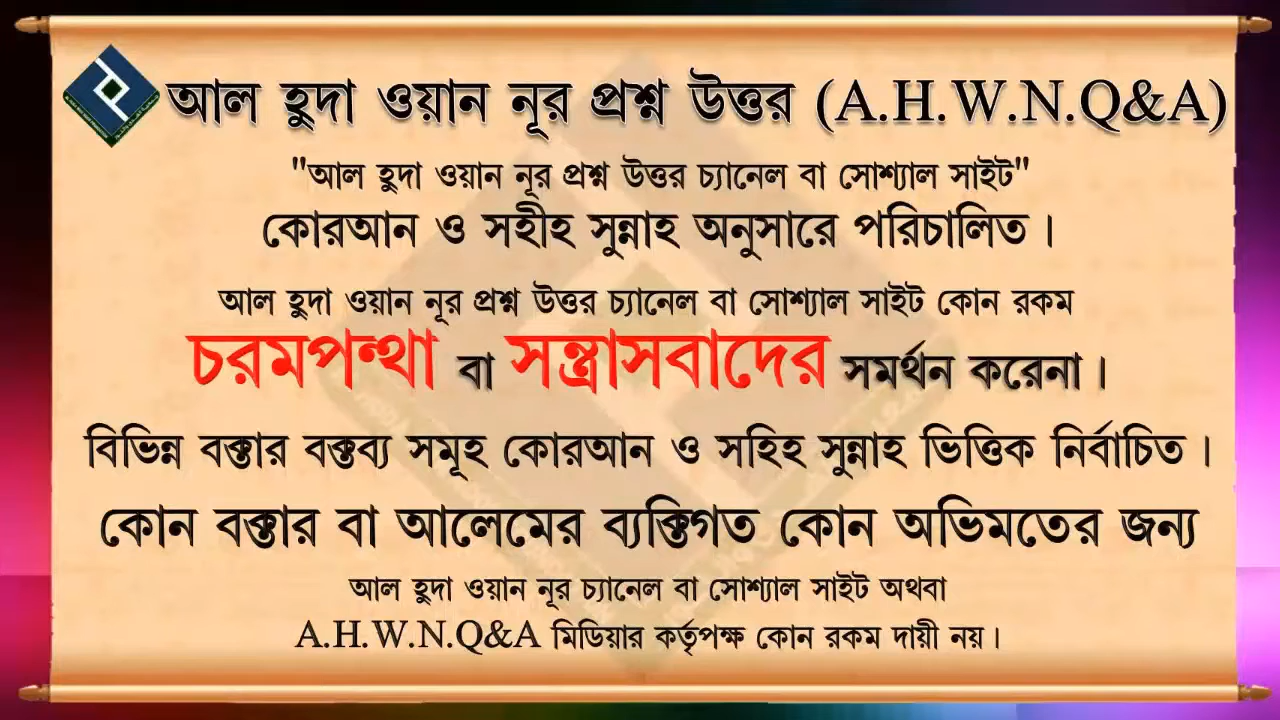 আল হুদা ওয়ান নূর প্রশ্ন উত্তর (A.H.W.N.Q&A)
"আল হুদা ওয়ান নূর প্রশ্ন উত্তর চ্যানেল বা সোশ্যাল সাইট"
কোরআন ও সহীহ সুন্নাহ অনুসারে পরিচালিত।
আল হুদা ওয়ান নূর প্রশ্ন উত্তর চ্যানেল বা সোশ্যাল সাইট কোন রকম
চরমপন্থা বা সন্ত্রাসবাদের সমর্থন করেনা।
বিভিন্ন বক্তার বক্তব্য সমূহ কোরআন ও সহিহ সুন্নাহ ভিত্তিক নির্বাচিত।
কোন বক্তার বা আলেমের ব্যক্তিগত কোন অভিমতের জন্য
আল হুদা ওয়ান নূর চ্যানেল বা সোশ্যাল সাইট অথবা
A.H.W.N.Q&A মিডিয়ার কর্তৃপক্ষ কোন রকম দায়ী নয়।